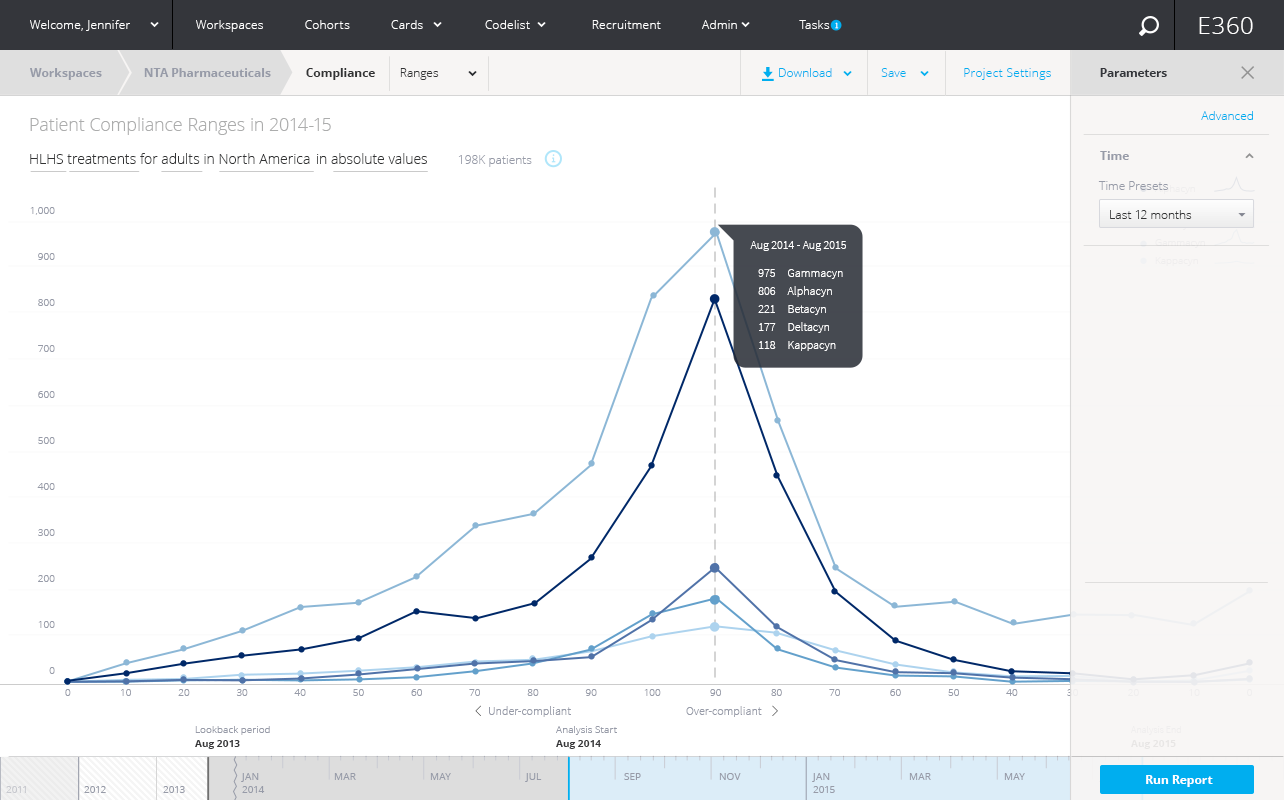 Welcome, Jennifer Workspaces Cohorts Cards Codelist Recruitment Admin Tasks E360
Workspaces NTA Pharmaceuticals Compliance Ranges Download Save Project Settings Parameters
Advanced
Patient Compliance Ranges in 2014-15
HLHS treatments for adults in North America in absolute values 198K patients i
Time
Time Presets
Last 12 months
1,000
900
800
700
600
500
400
300
200
100
0
Aug 2014 - Aug 2015
975 Gammacyn
806 Alphacyn
221 Betacyn
177 Deltacyn
118 Kappacyn
0 10 20 30 40 50 60 70 80 90 100 90 80 70 60 50 40 30 20 10 0
Under-compliant Over-compliant
Lookback period Analysis Start
Aug 2013 Aug 2014 Aug 2015
JAN MAR MAY JUL SEP NOV JAN MAR MAY
2011 2012 2013 2014 2015
Run Report